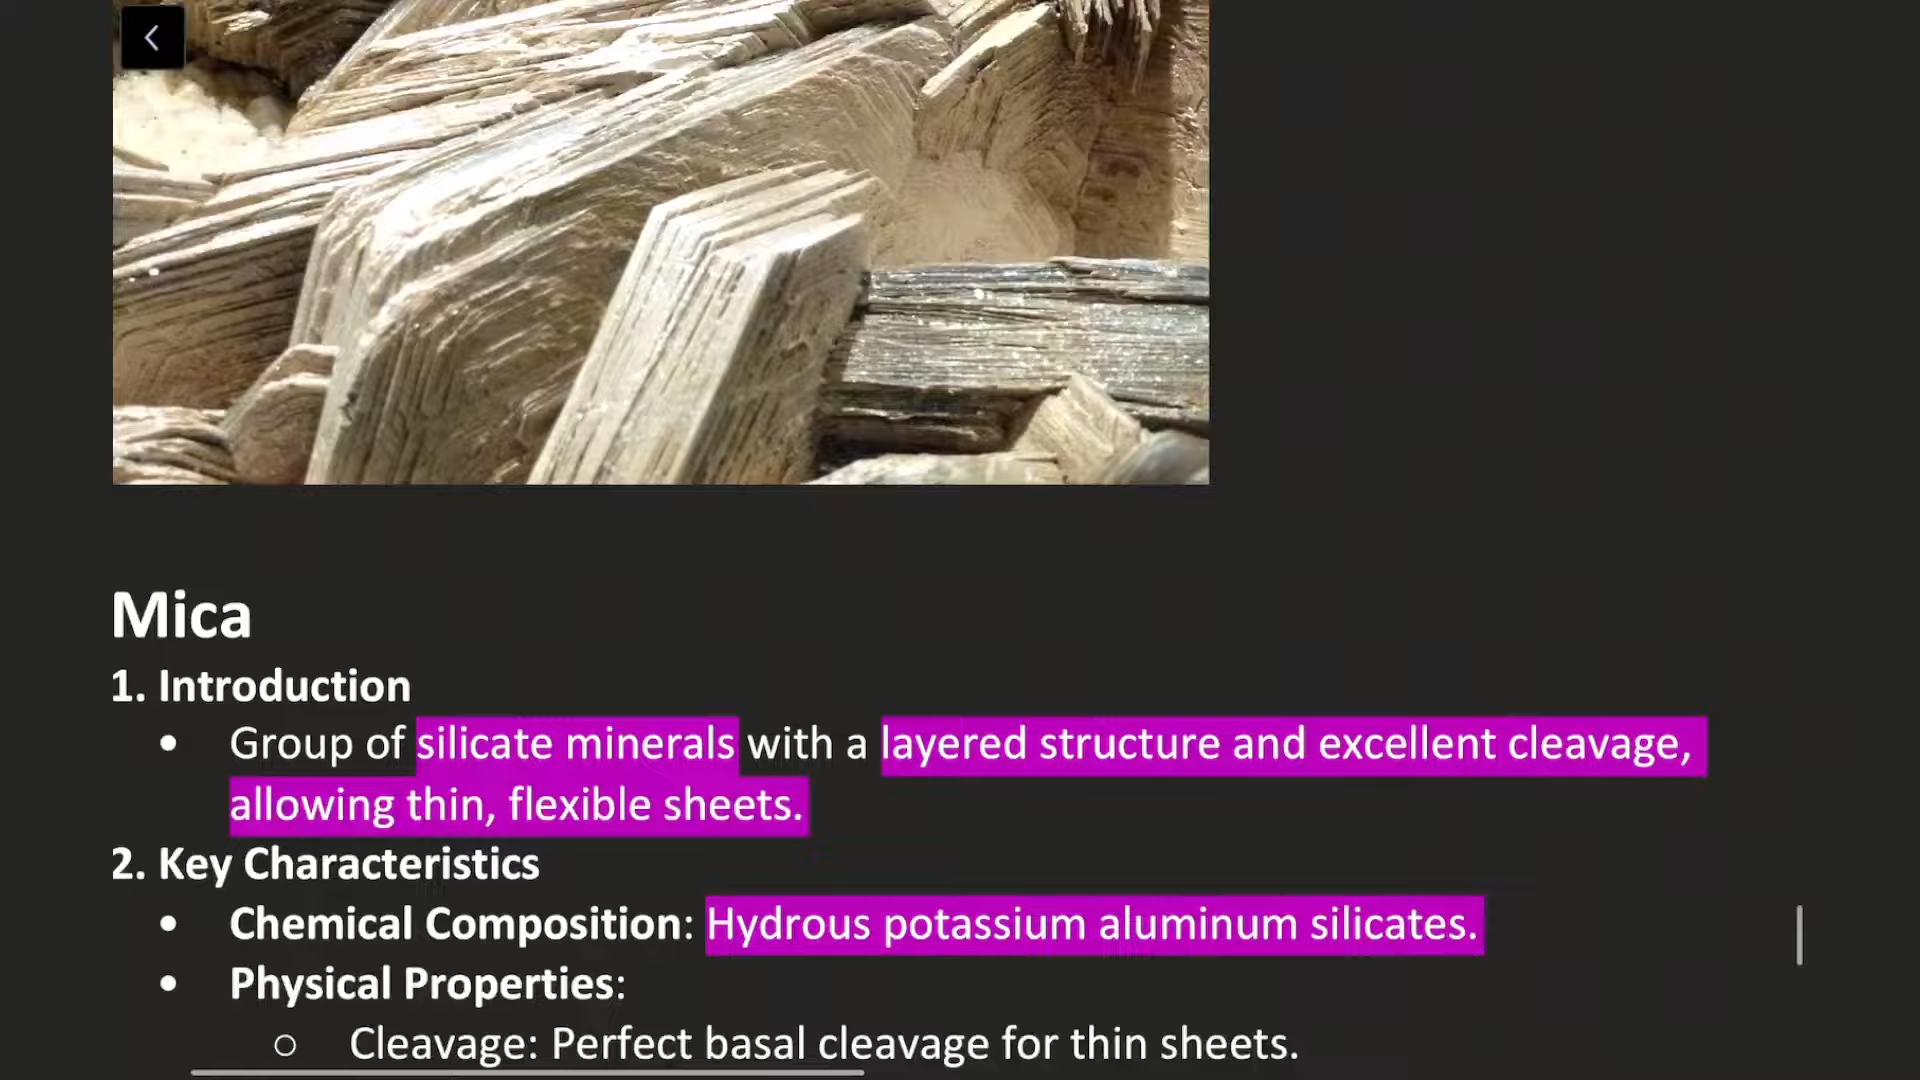 Mica
1. Introduction
• Group of silicate minerals with a layered structure and excellent cleavage,
allowing thin, flexible sheets.
2. Key Characteristics
• Chemical Composition: Hydrous potassium aluminum silicates.
• Physical Properties:
○ Cleavage: Perfect basal cleavage for thin sheets.